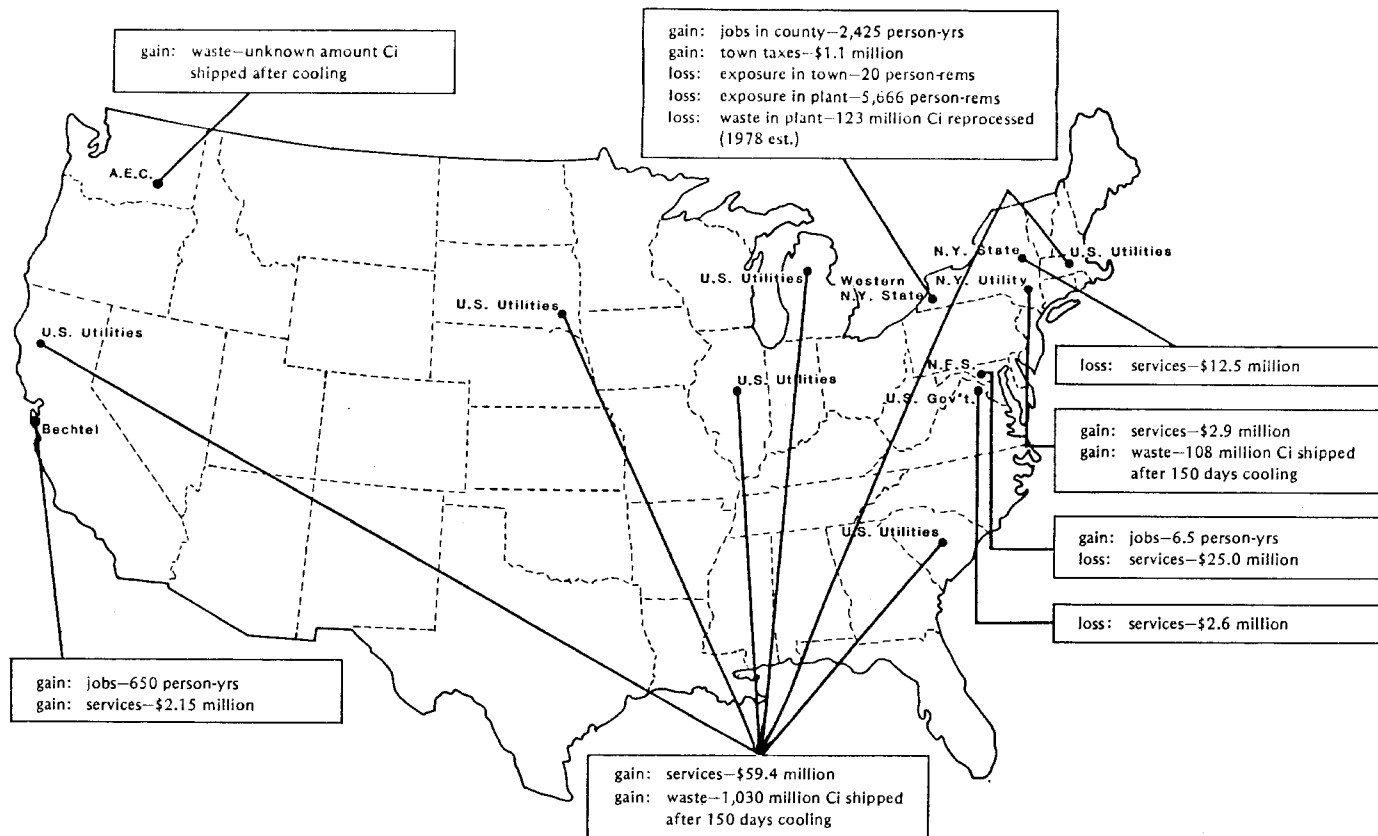 gain: waste—unknown amount Ci
shipped after cooling
gain: jobs in county—2,425 person-yrs
gain: town taxes—$1.1 million
loss: exposure in town—20 person-rems
loss: exposure in plant—5,666 person-rems
loss: waste in plant—123 million Ci reprocessed
(1978 est.)
A.E.C.
N.Y. State
U.S. Utilities
U.S. Utilities
Western
N.Y. State
N.Y. Utility
U.S. Utilities
U.S. Utilities
Bechtel
N.F.S.
U.S. Utilities
U.S. Gov't.
U.S. Utilities
loss: services—$12.5 million
gain: services—$2.9 million
gain: waste—108 million Ci shipped
after 150 days cooling
gain: jobs—6.5 person-yrs
loss: services—$25.0 million
loss: services—$2.6 million
gain: jobs—650 person-yrs
gain: services—$2.15 million
gain: services—$59.4 million
gain: waste—1,030 million Ci shipped
after 150 days cooling